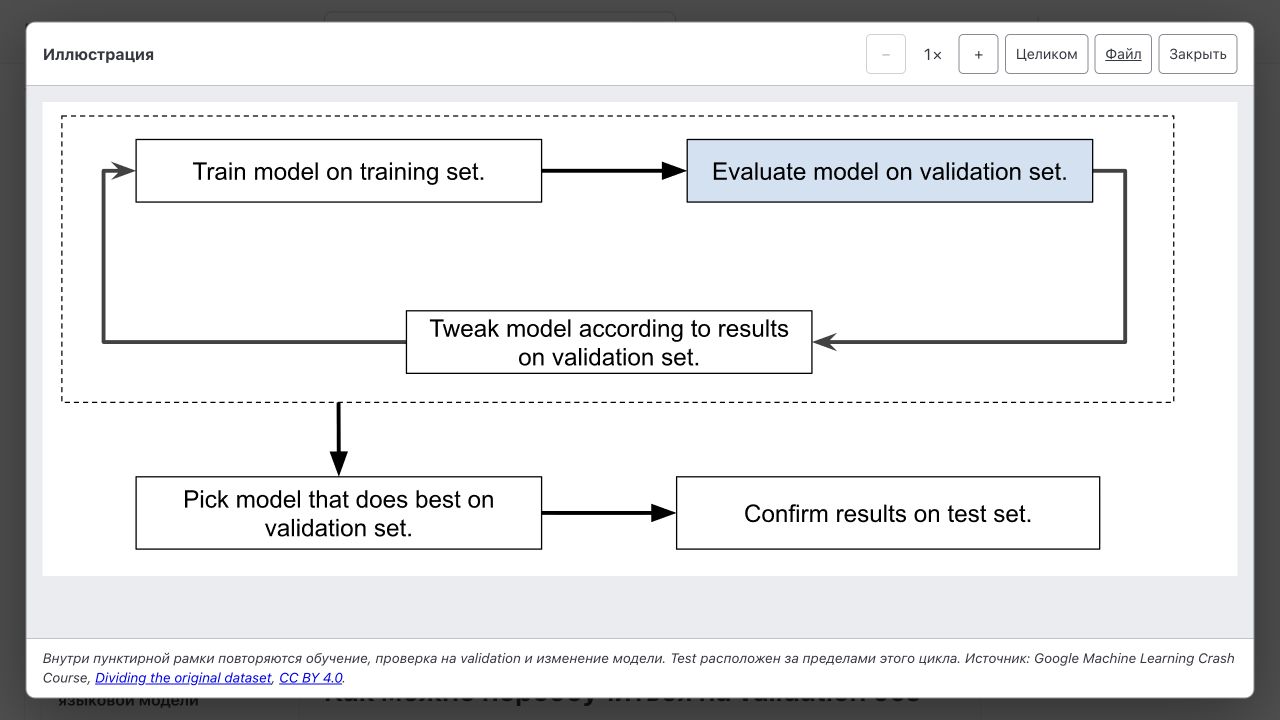 Иллюстрация
−
1×
+
Целиком
Файл
Закрыть
Train model on training set.
Evaluate model on validation set.
Tweak model according to results
on validation set.
Pick model that does best on
validation set.
Confirm results on test set.
Внутри пунктирной рамки повторяются обучение, проверка на validation и изменение модели. Test расположен за пределами этого цикла. Источник: Google Machine Learning Crash
Course, Dividing the original dataset, CC BY 4.0.
языковой модели